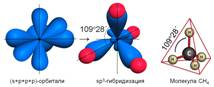 109°28´
109°28´
C
(s+p+p+p)-орбитали
sp³-гибридизация
Молекула CH₄